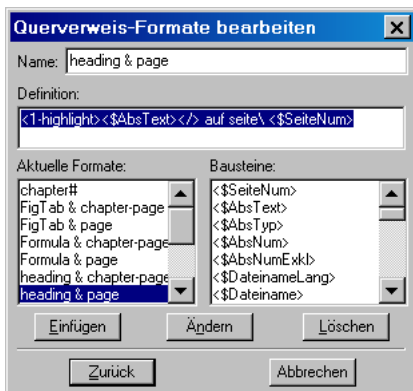 Querverweis-Formate bearbeiten
Name: heading & page
Definition:
<1-highlight><$AbsText></> auf seite\ <$SeiteNum>
Aktuelle Formate: Bausteine:
chapter# <$SeiteNum>
FigTab & chapter-page <$AbsText>
FigTab & page <$AbsTyp>
Formula & chapter-page <$AbsNum>
Formula & page <$AbsNumExkl>
heading & chapter-page <$DateinameLang>
heading & page <$Dateiname>
Einfügen Ändern Löschen
Zurück Abbrechen